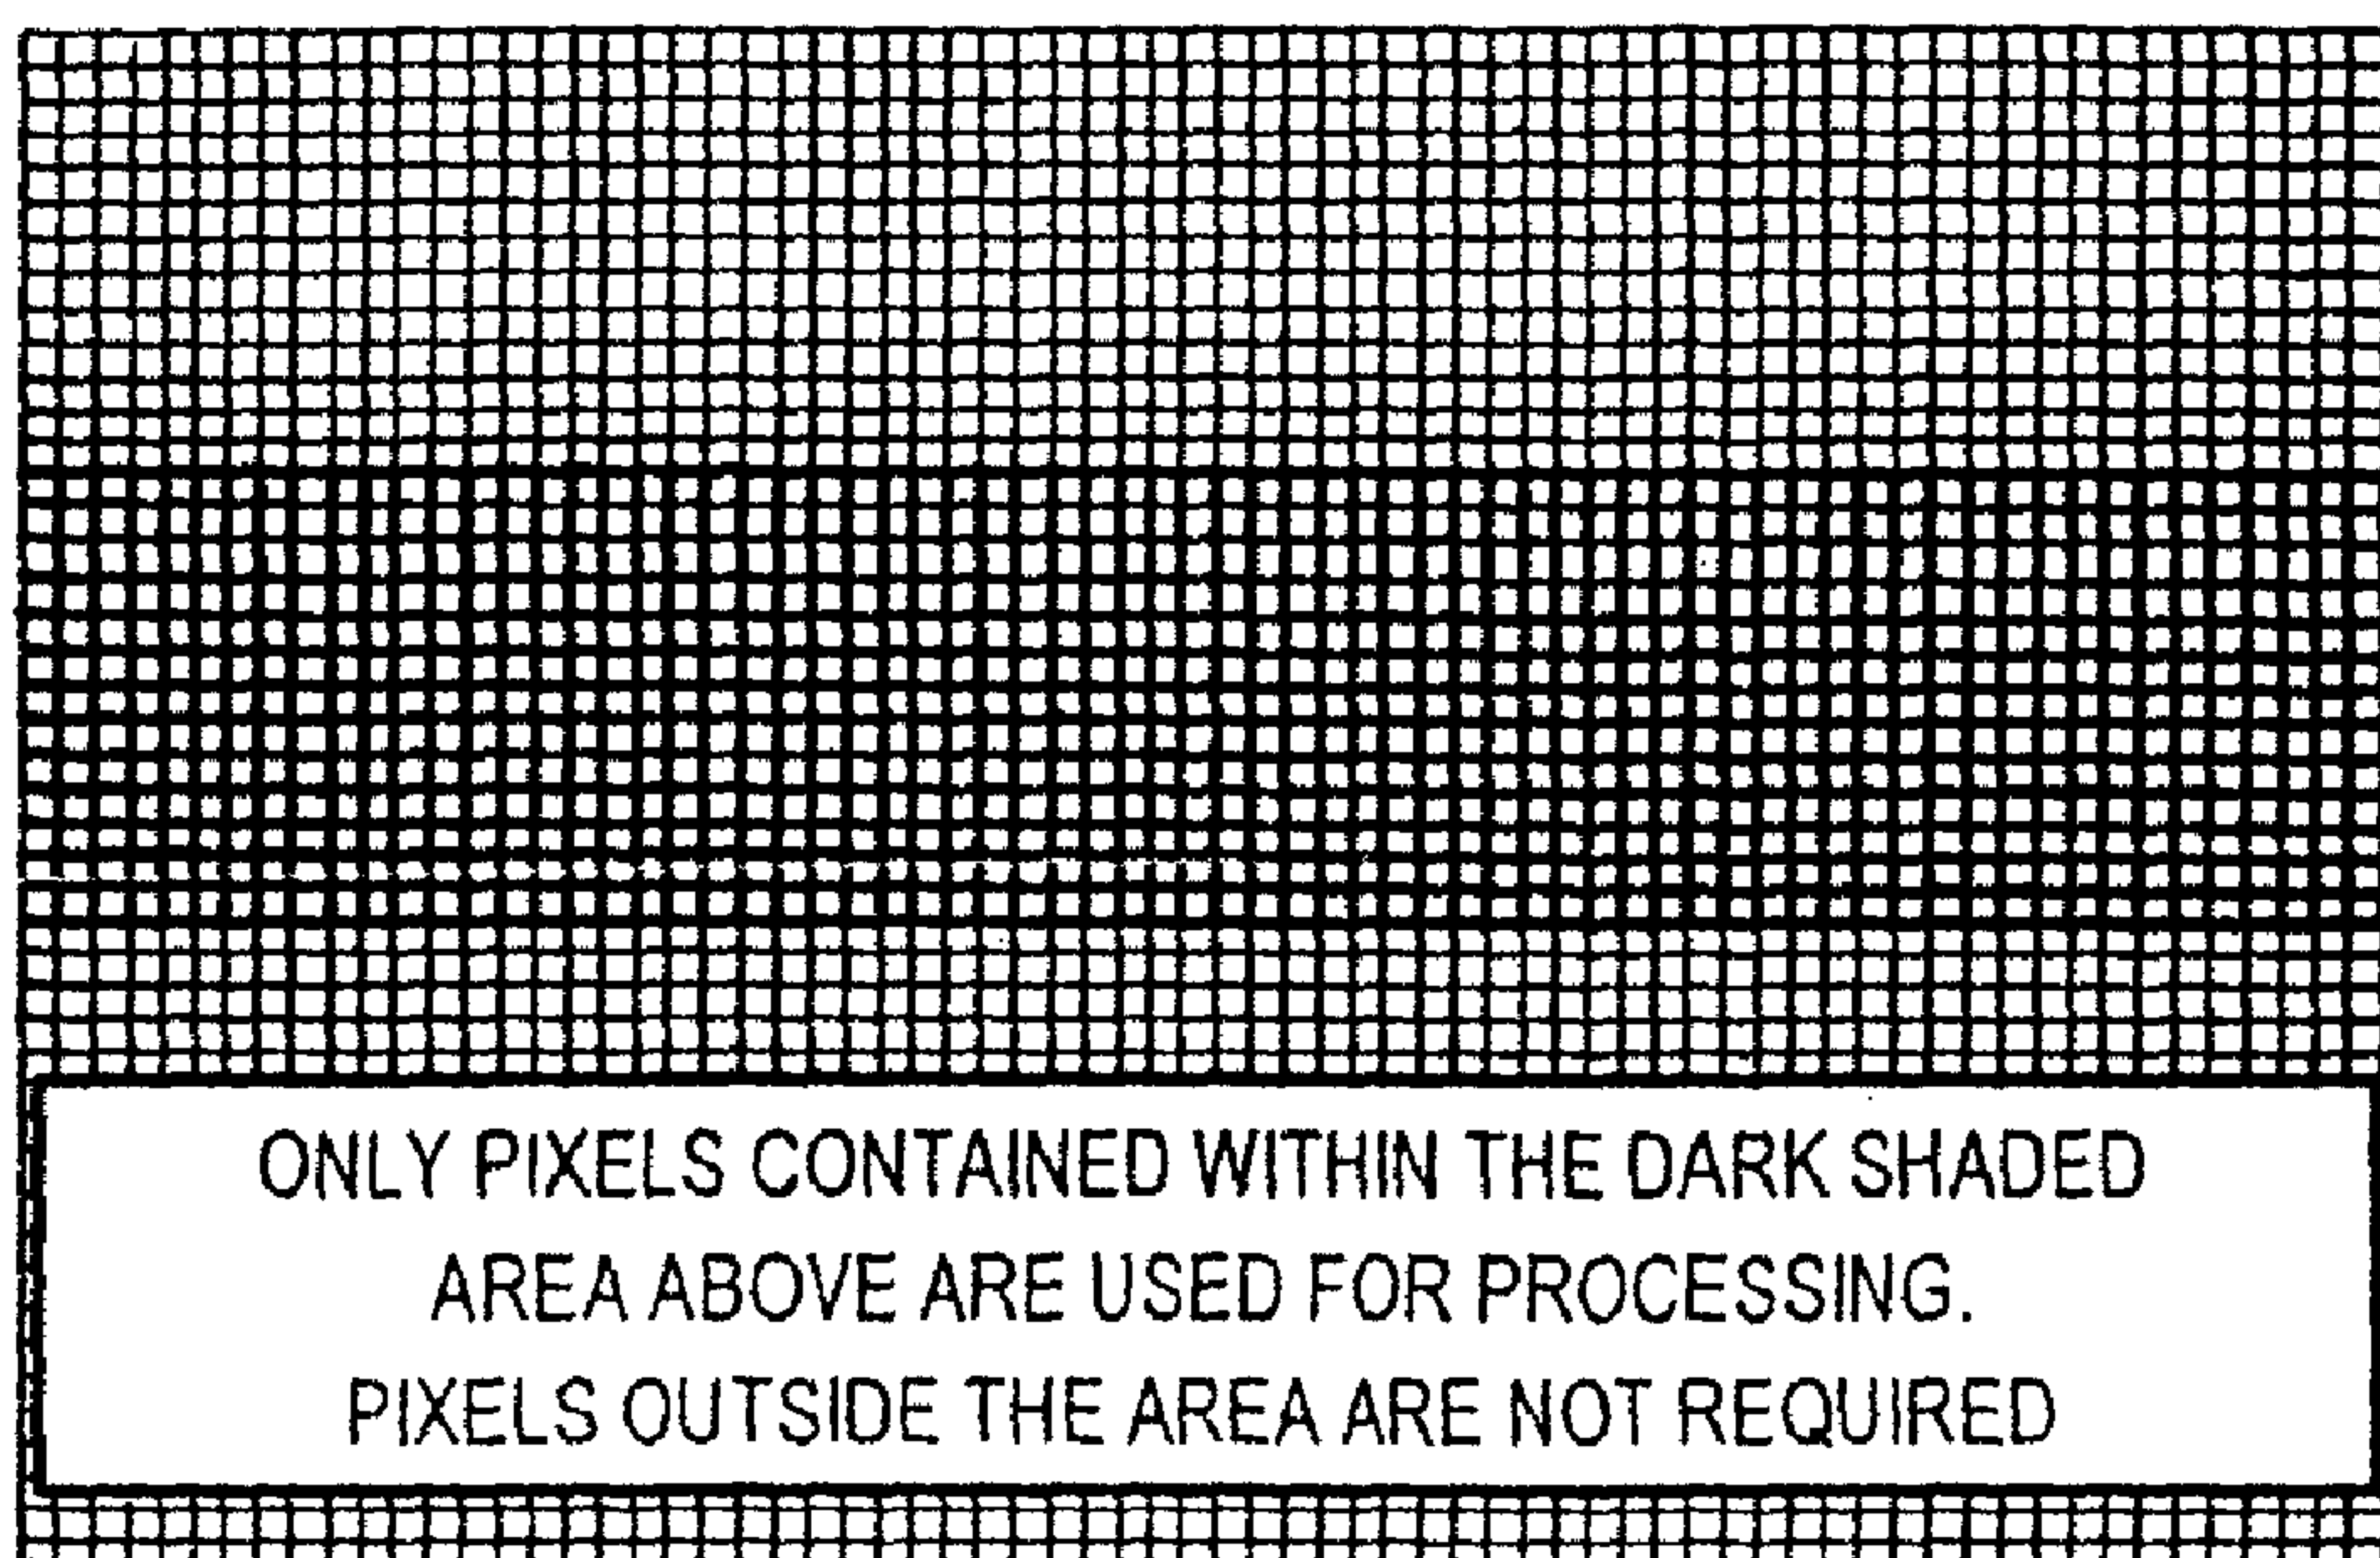 ONLY PIXELS CONTAINED WITHIN THE DARK SHADED
AREA ABOVE ARE USED FOR PROCESSING.
PIXELS OUTSIDE THE AREA ARE NOT REQUIRED